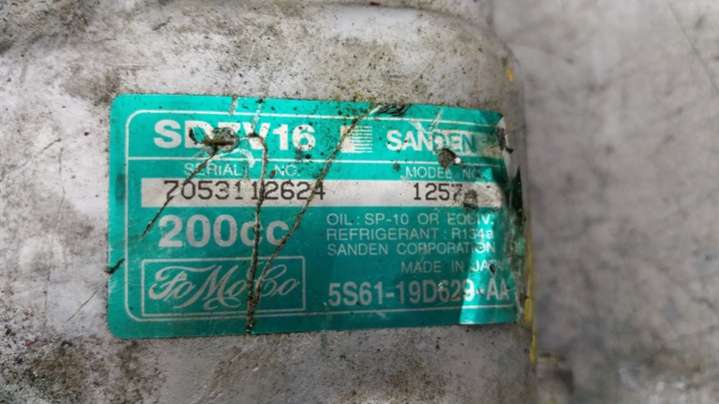 SD7V16 SANDEN
SERIAL NO. MODEL NO.
7053112624 1257
200cc
OIL: SP-10 OR EQUIV.
REFRIGERANT: R134a
SANDEN CORPORATION
MADE IN JAPAN
FoMoCo
5S61-19D629-AA